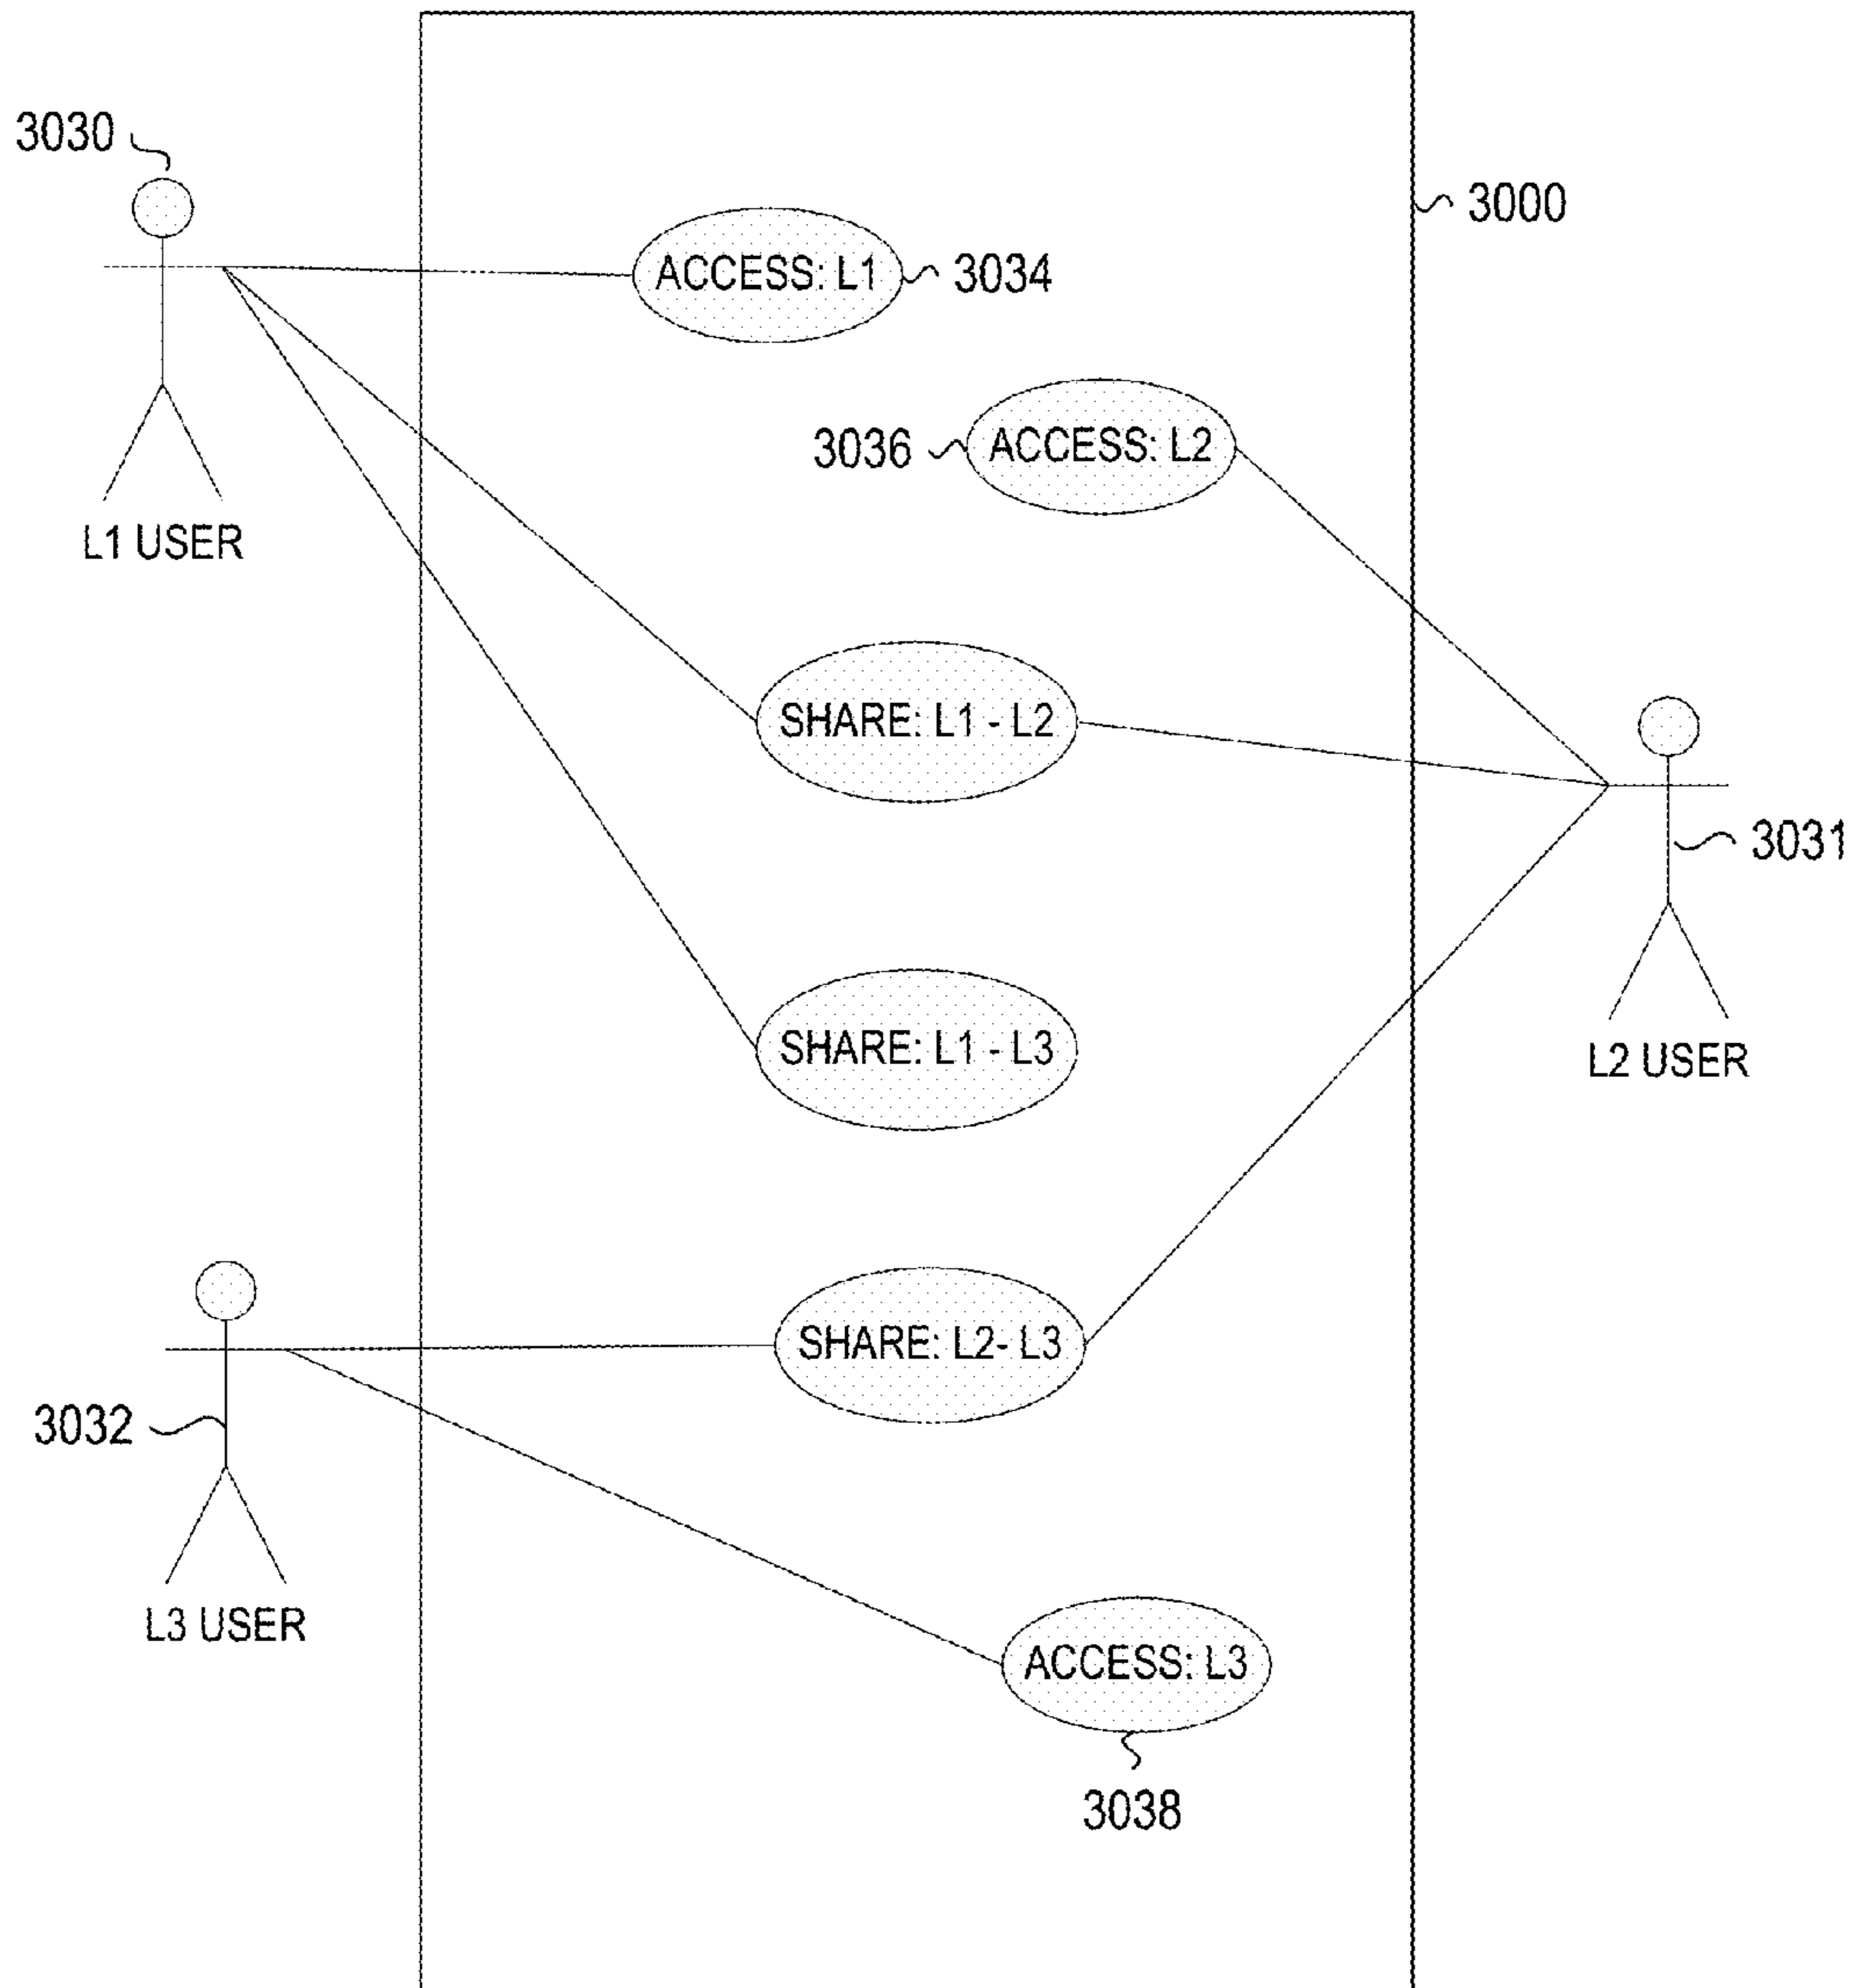 3030
3000
ACCESS: L1
3034
3036
ACCESS: L2
L1 USER
SHARE: L1 - L2
3031
SHARE: L1 - L3
L2 USER
SHARE: L2- L3
3032
L3 USER
ACCESS: L3
3038